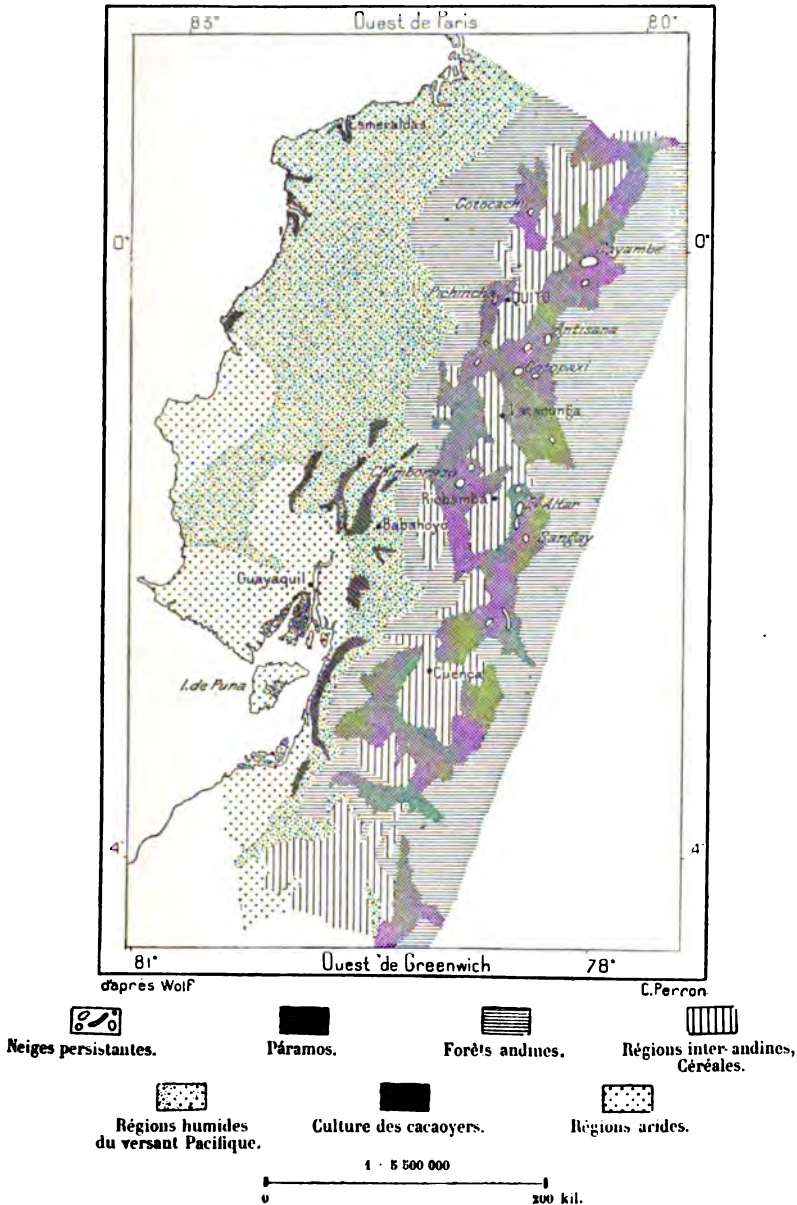 83° Ouest de Paris 80°
Esmeraldas
Cotocachi
0° 0°
Cayambe
Pichincha
QUITO
Antisana
Cotopaxi
Latacunga
Chimborazo
Riobamba
El Altar
Babahoyo
Sangay
Guayaquil
I. de Puna
Cuenca
4° 4°
81° Ouest de Greenwich 78°
d'après Wolf C. Perron
Neiges persistantes. Páramos. Forêts andines. Régions inter-andines,
Céréales.
Régions humides Culture des cacaoyers. Régions arides.
du versant Pacifique.
1 : 5 500 000
0 200 kil.